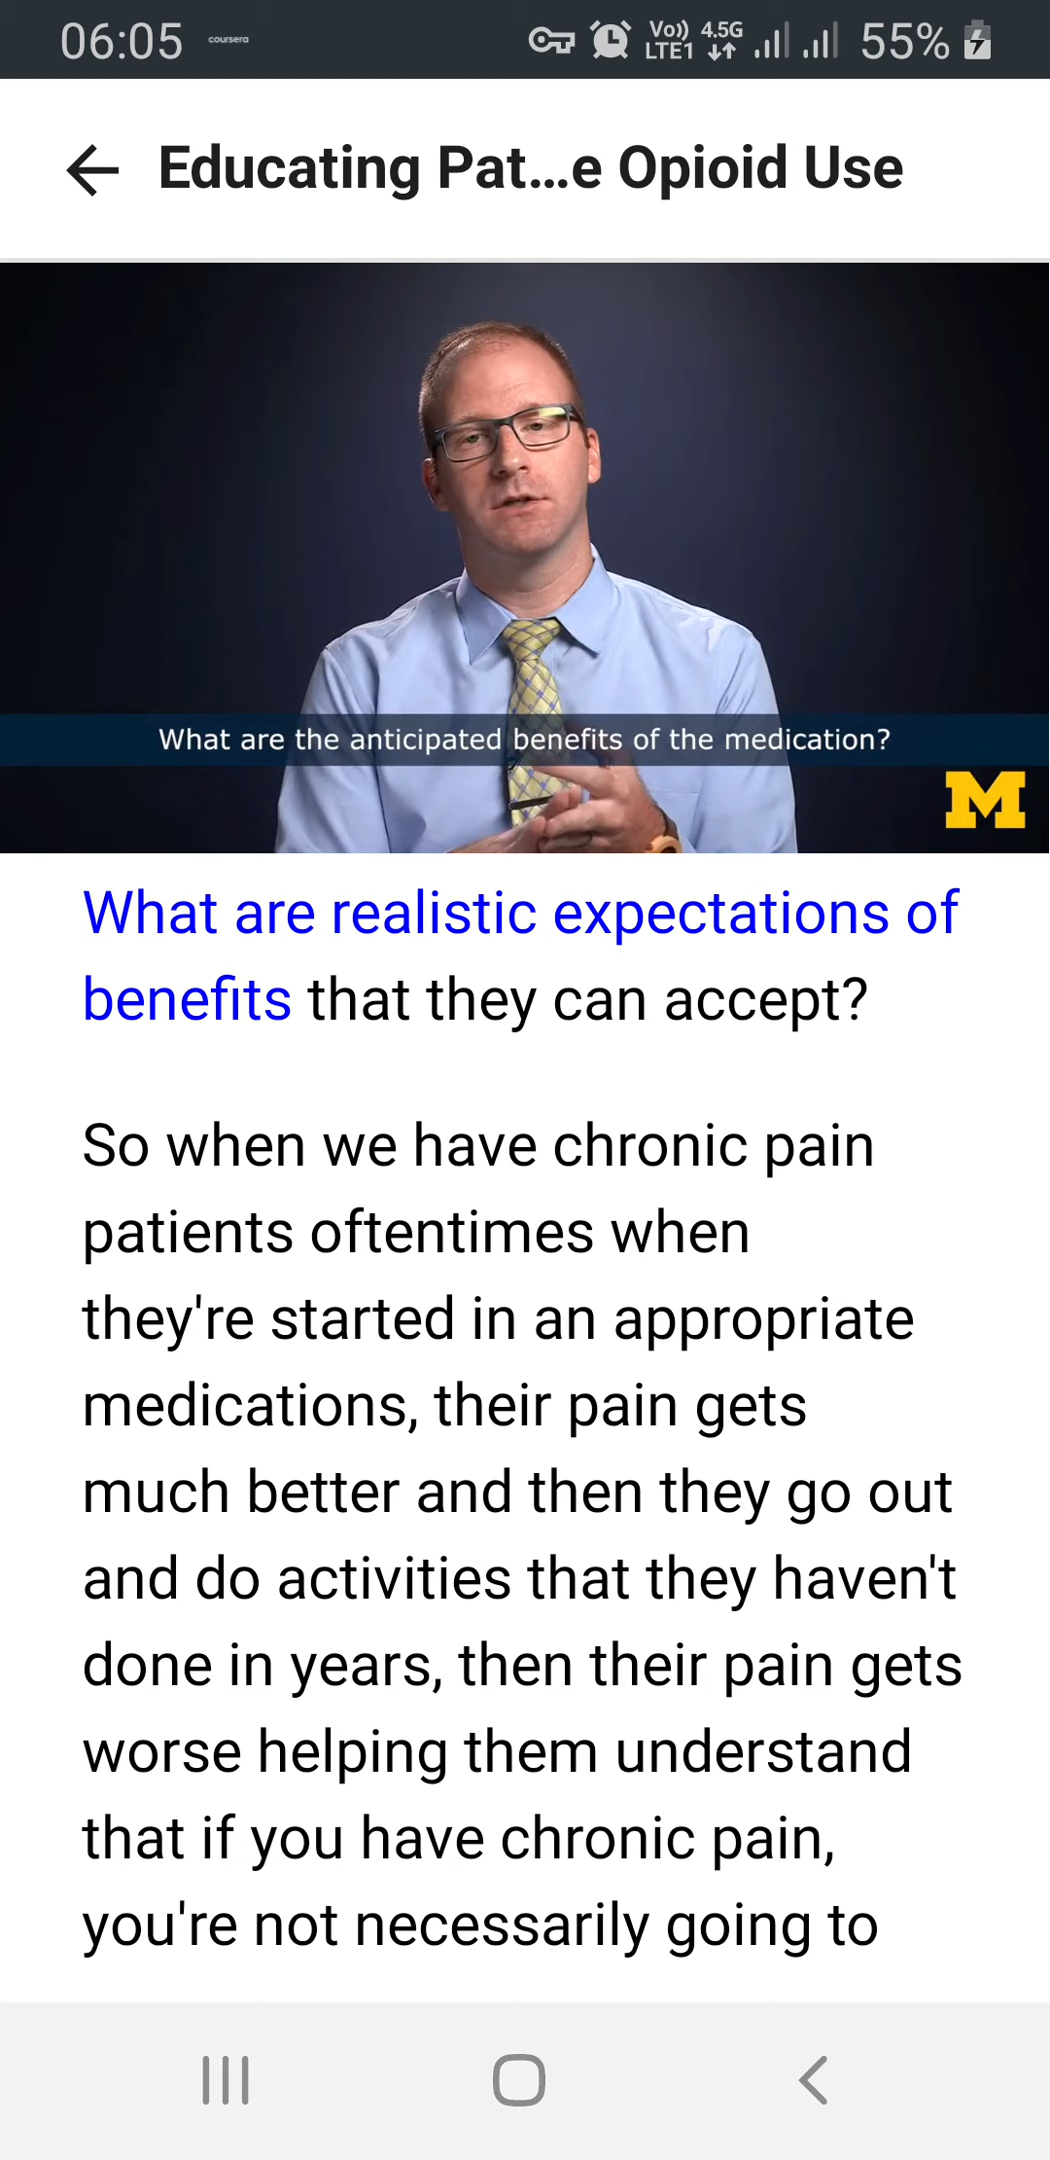 06:05 coursera Vo)) LTE1 4.5G 55%
Educating Pat...e Opioid Use
What are the anticipated benefits of the medication?
M
What are realistic expectations of
benefits that they can accept?
So when we have chronic pain
patients oftentimes when
they're started in an appropriate
medications, their pain gets
much better and then they go out
and do activities that they haven't
done in years, then their pain gets
worse helping them understand
that if you have chronic pain,
you're not necessarily going to